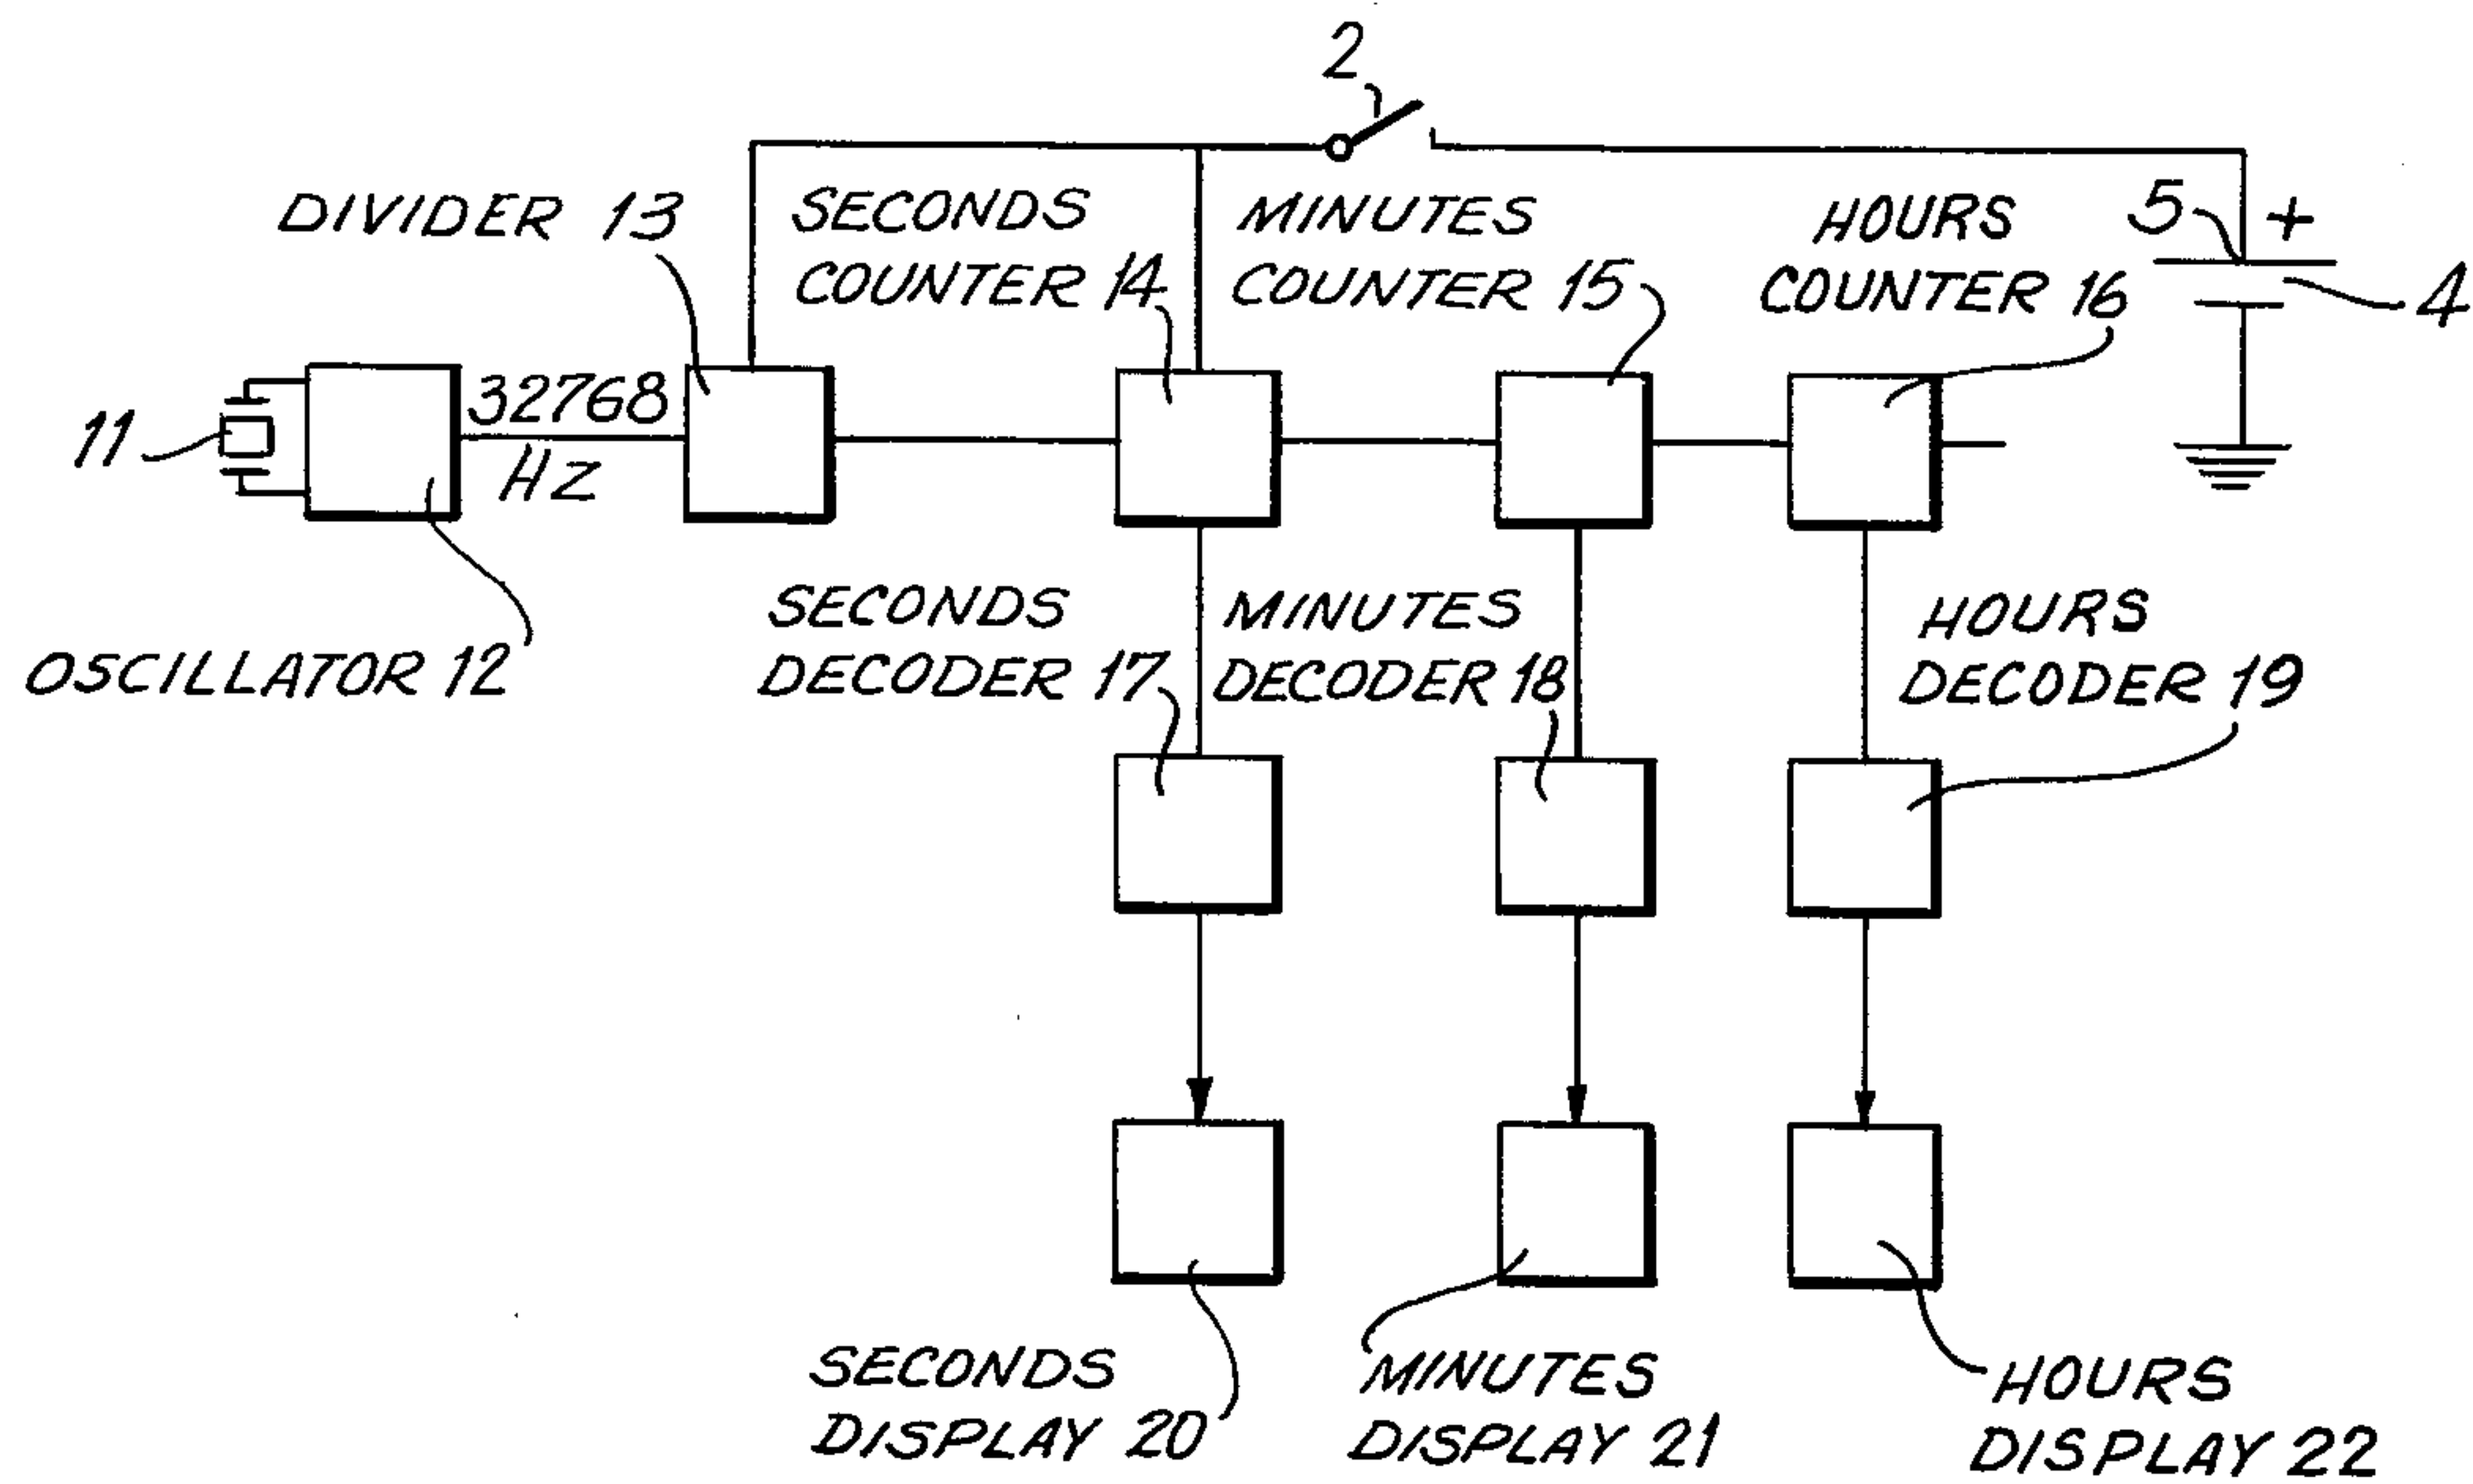 2
DIVIDER 13
SECONDS
COUNTER 14
MINUTES
COUNTER 15
HOURS
COUNTER 16
5
+
4
11
32768
HZ
OSCILLATOR 12
SECONDS
DECODER 17
MINUTES
DECODER 18
HOURS
DECODER 19
SECONDS
DISPLAY 20
MINUTES
DISPLAY 21
HOURS
DISPLAY 22